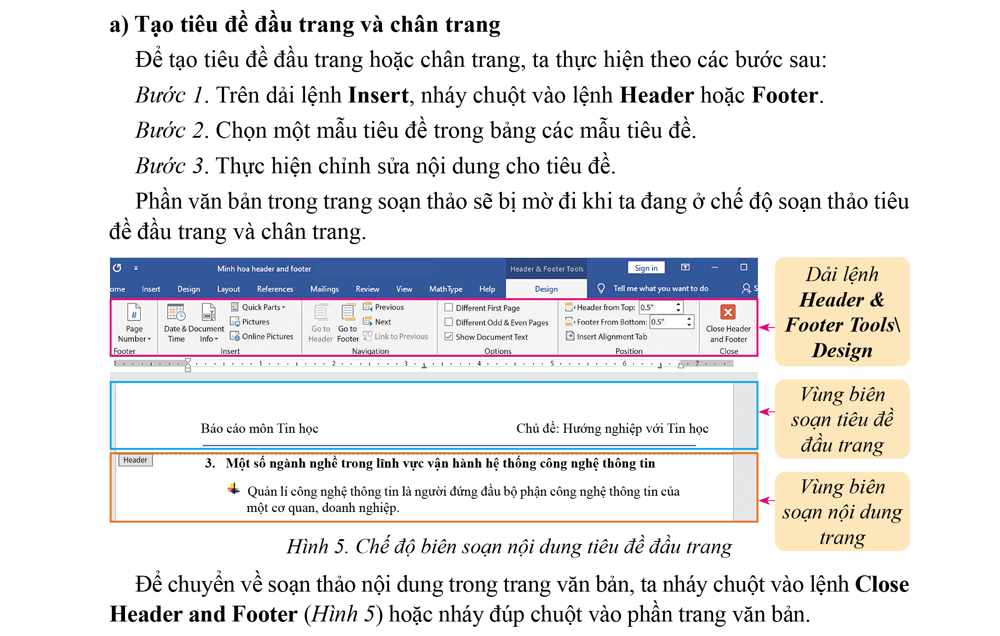 a) Tạo tiêu đề đầu trang và chân trang
Để tạo tiêu đề đầu trang hoặc chân trang, ta thực hiện theo các bước sau:
Bước 1. Trên dải lệnh Insert, nháy chuột vào lệnh Header hoặc Footer.
Bước 2. Chọn một mẫu tiêu đề trong bảng các mẫu tiêu đề.
Bước 3. Thực hiện chỉnh sửa nội dung cho tiêu đề.
Phần văn bản trong trang soạn thảo sẽ bị mờ đi khi ta đang ở chế độ soạn thảo tiêu
đề đầu trang và chân trang.
Minh hoa header and footer Header & Footer Tools Sign in
ome Insert Design Layout References Mailings Review View MathType Help Design Tell me what you want to do S
Page
Number
Footer
Date &
Time
Document
Info
Quick Parts
Pictures
Online Pictures
Insert
Go to
Header
Go to
Footer
Previous
Next
Link to Previous
Navigation
Different First Page
Different Odd & Even Pages
Show Document Text
Options
Header from Top: 0.5"
Footer From Bottom: 0.5"
Insert Alignment Tab
Position
Close Header
and Footer
Close
Dải lệnh
Header &
Footer Tools\
Design
1 1 2 3 4 5 6 7
Báo cáo môn Tin học Chủ đề: Hướng nghiệp với Tin học
Vùng biên
soạn tiêu đề
đầu trang
Header
3. Một số ngành nghề trong lĩnh vực vận hành hệ thống công nghệ thông tin
Quản lí công nghệ thông tin là người đứng đầu bộ phận công nghệ thông tin của
một cơ quan, doanh nghiệp.
Vùng biên
soạn nội dung
trang
Hình 5. Chế độ biên soạn nội dung tiêu đề đầu trang
Để chuyển về soạn thảo nội dung trong trang văn bản, ta nháy chuột vào lệnh Close
Header and Footer (Hình 5) hoặc nháy đúp chuột vào phần trang văn bản.